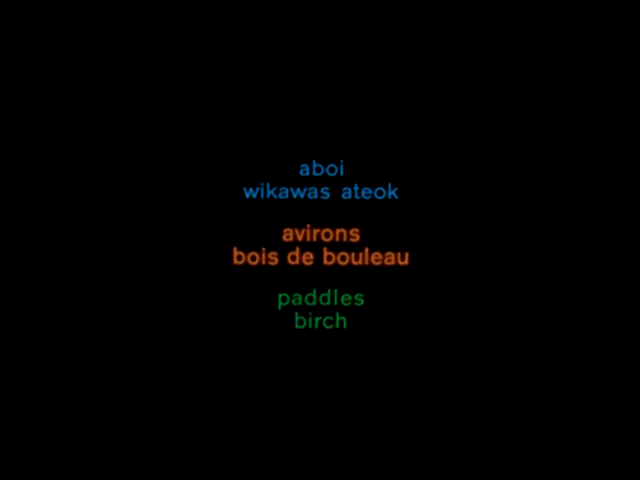 aboi
wikawas ateok
avirons
bois de bouleau
paddles
birch